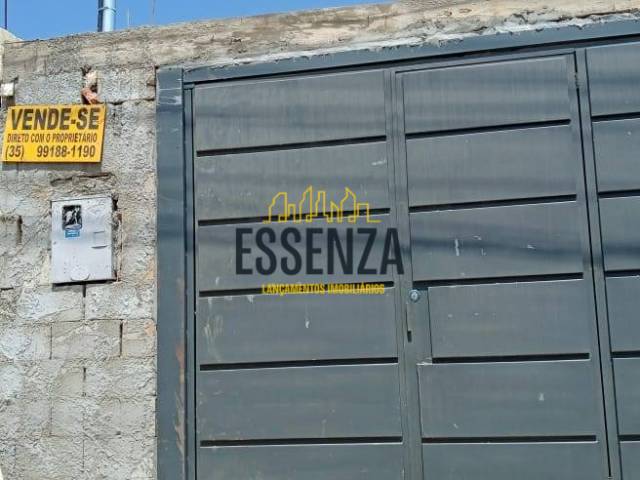 VENDE-SE
DIRETO COM O PROPRIETÁRIO
(35) 99188-1190
ESSENZA
LANÇAMENTOS IMOBILIÁRIOS